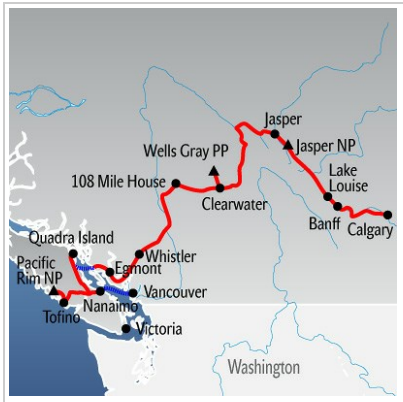 Jasper
Wells Gray PP
Jasper NP
108 Mile House
Lake
Louise
Clearwater
Banff
Calgary
Quadra Island
Whistler
Pacific
Rim NP
Egmont
Vancouver
Nanaimo
Tofino
Victoria
Washington